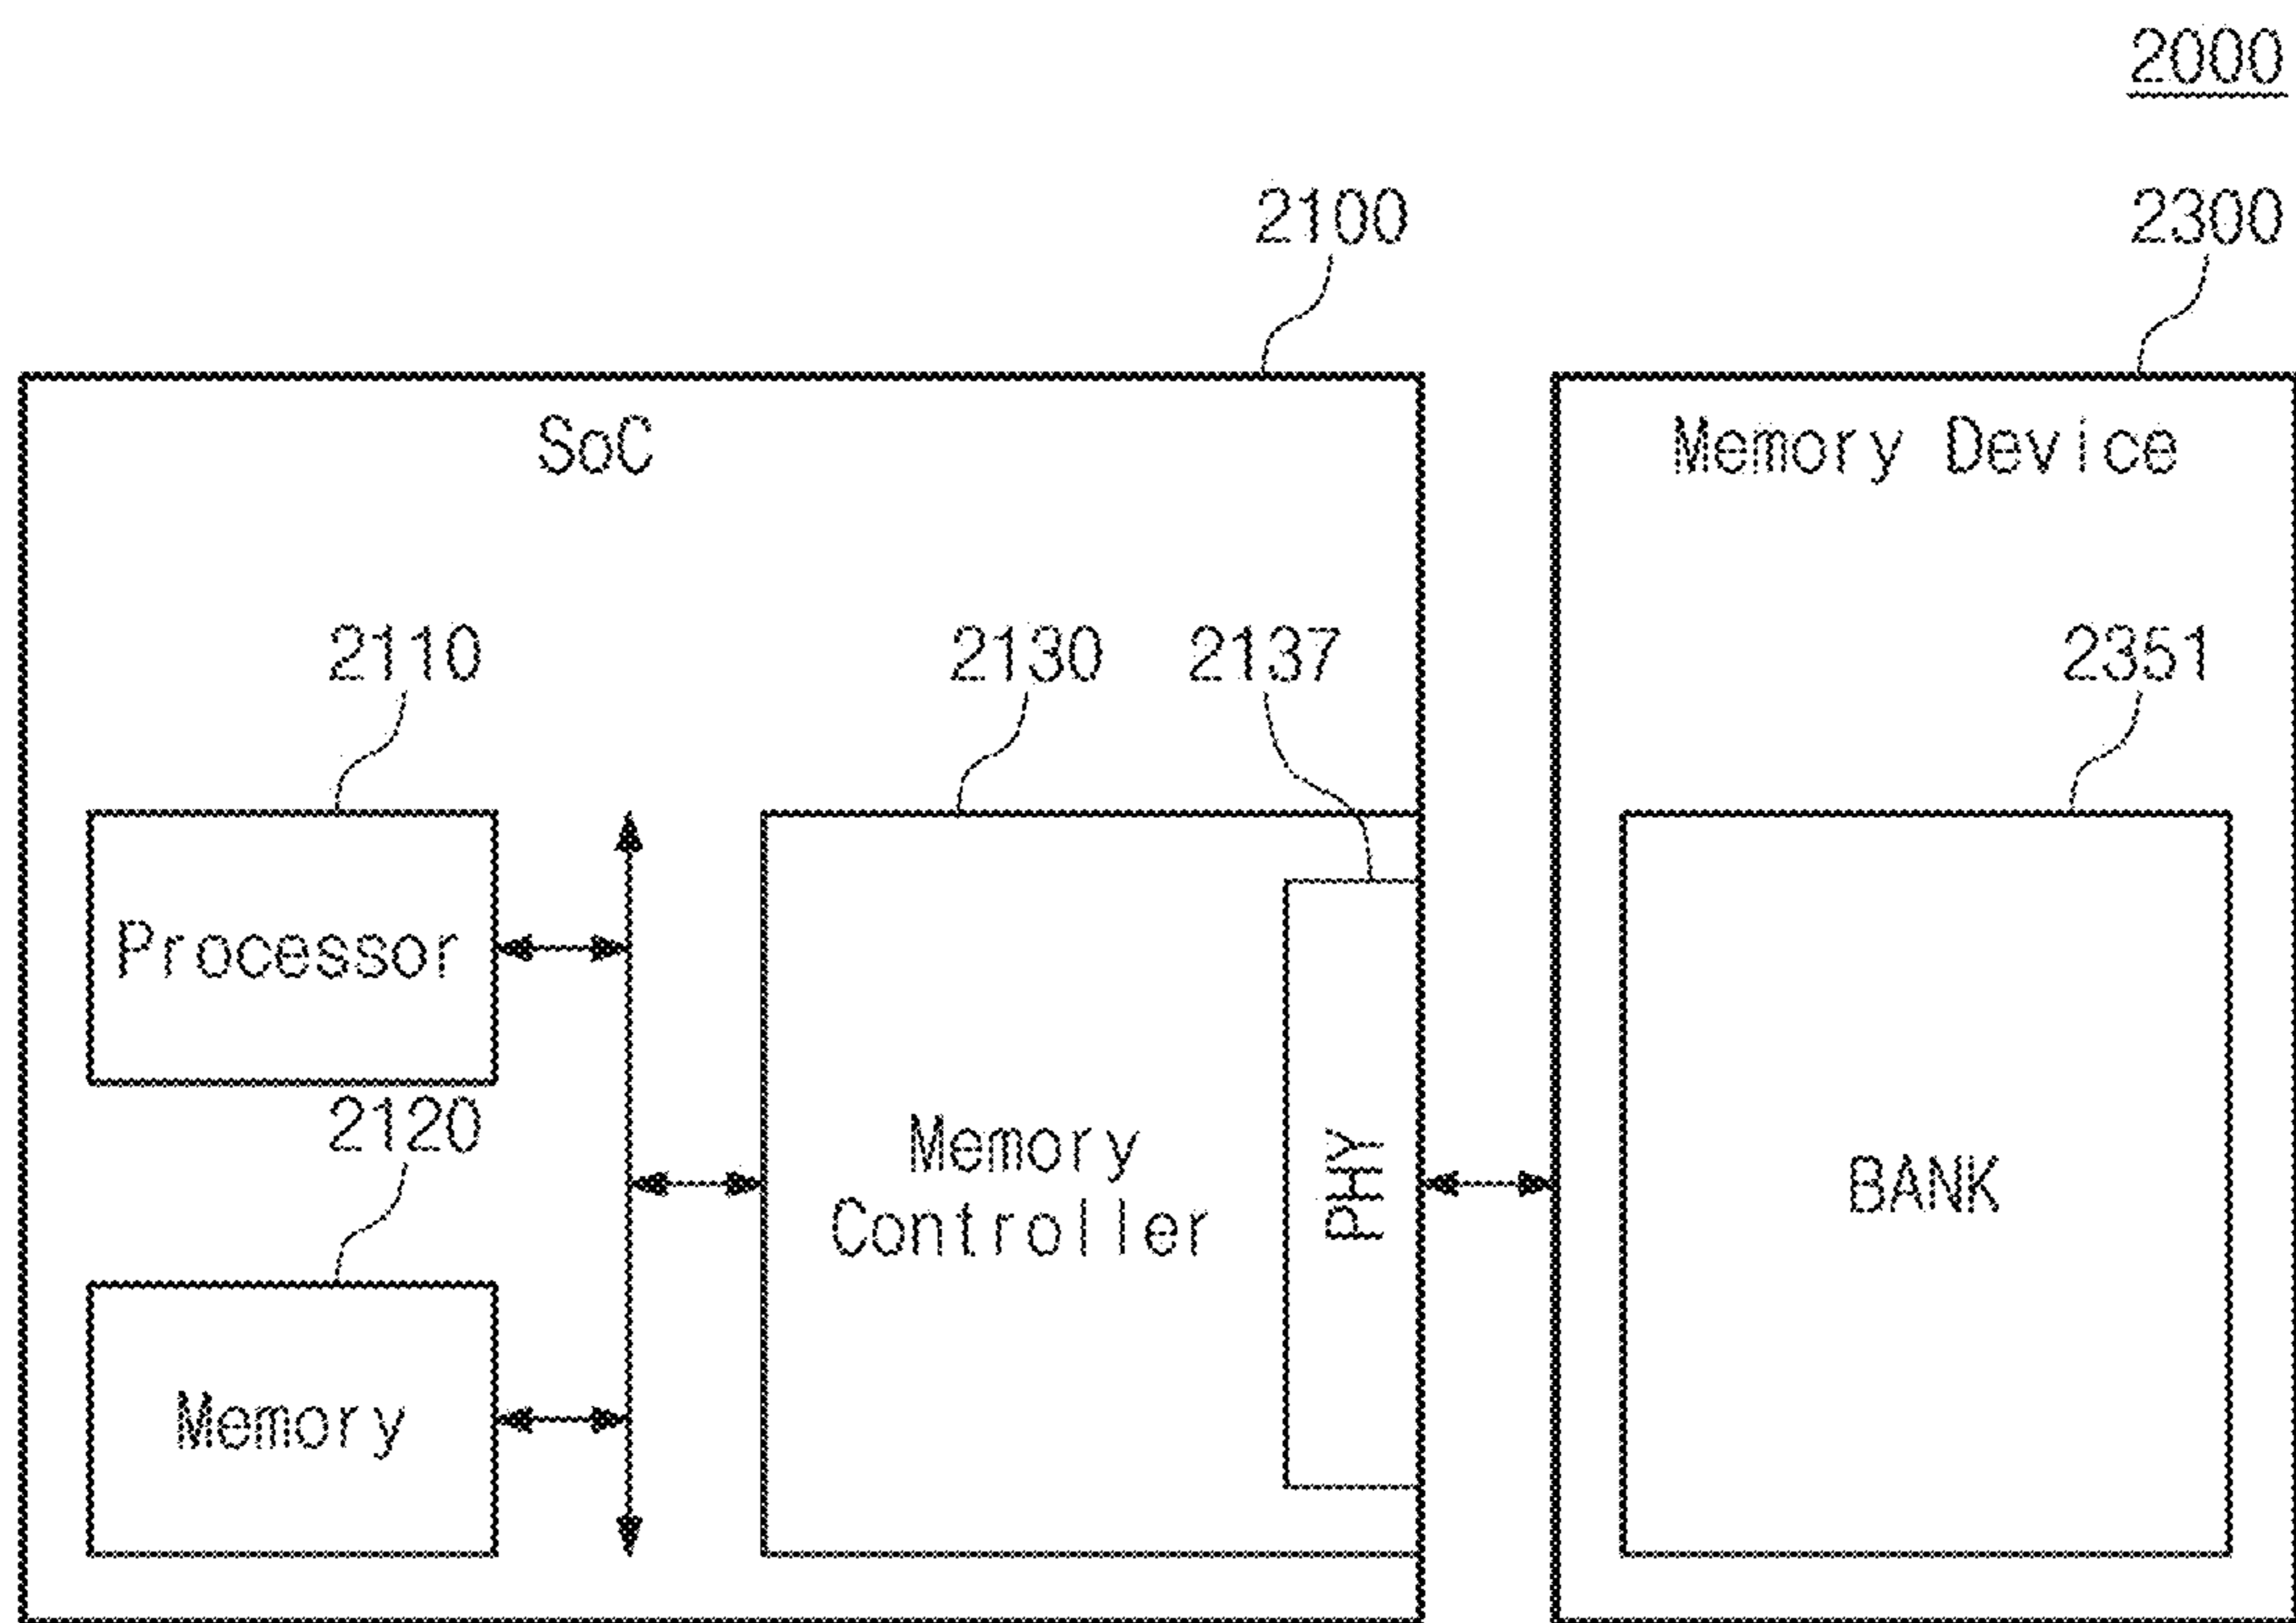 2000
2100
2300
SoC
Memory Device
2110
2130
2137
2351
Processor
2120
Memory
Controller
PHY
BANK
Memory